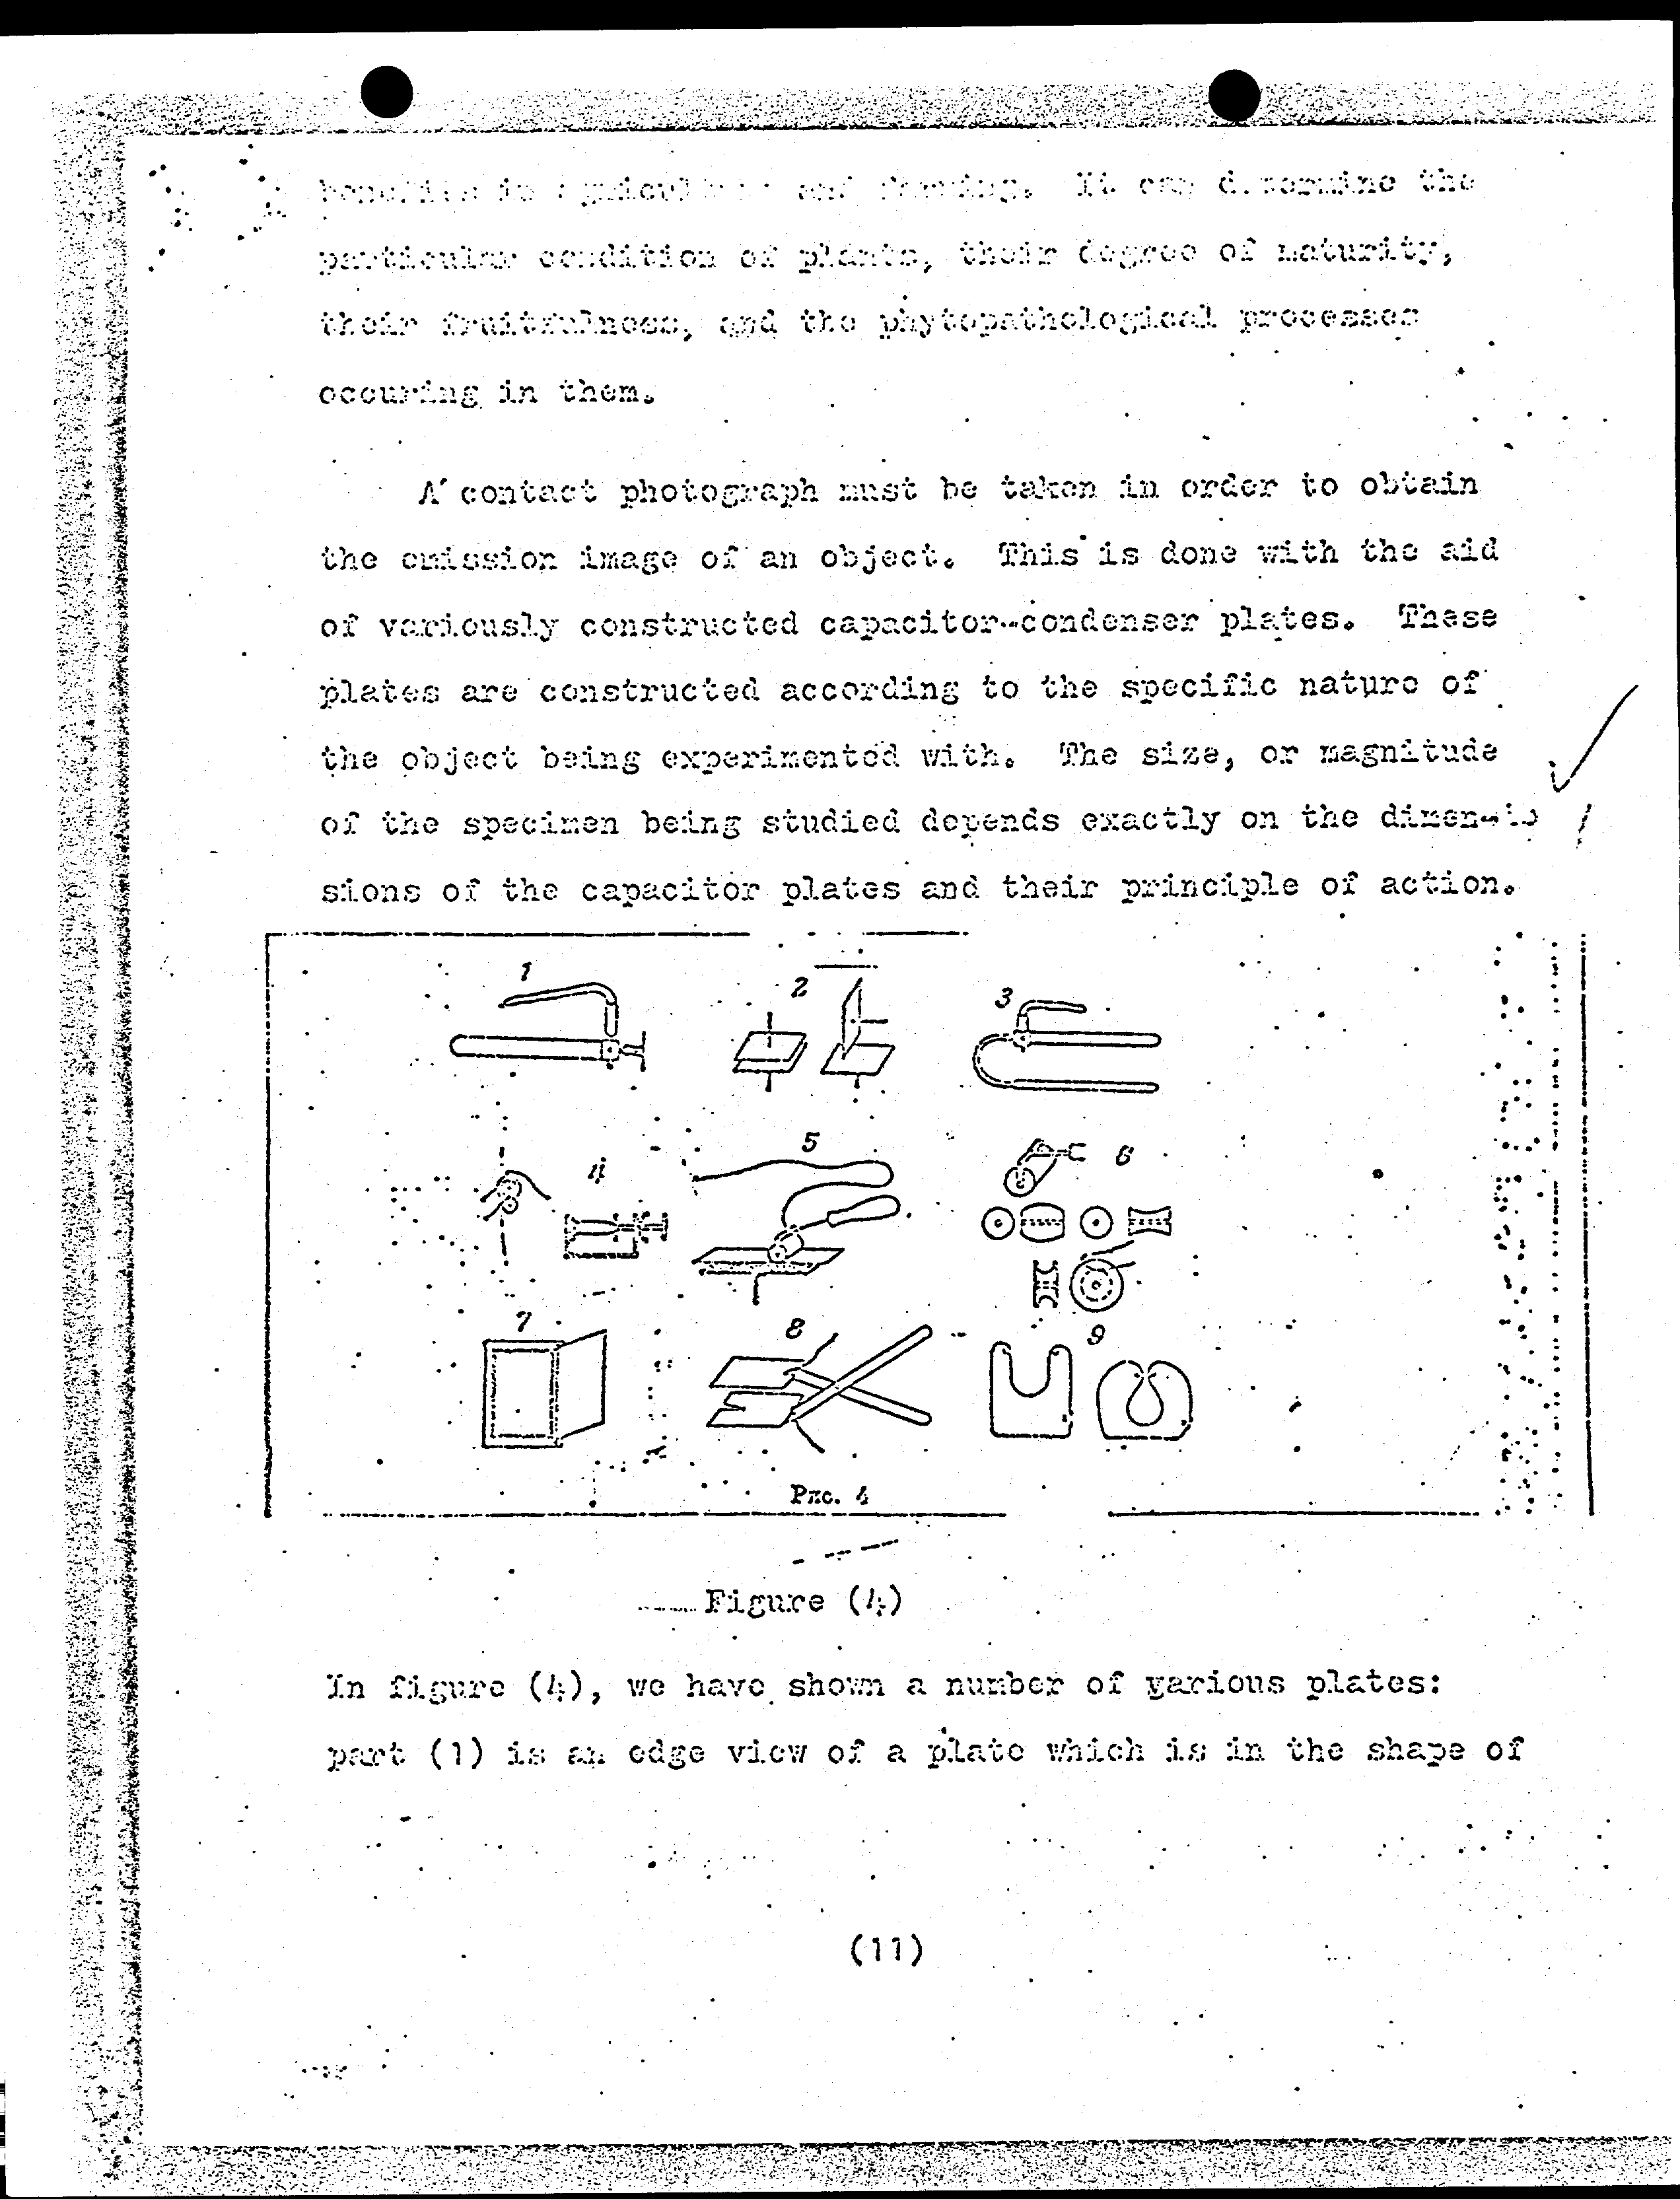 It can determine the
particular condition of plants, their degree of maturity,
their fruitfulness, and the phytopathological processes
occuring in them.
A contact photograph must be taken in order to obtain
the emission image of an object. This is done with the aid
of variously constructed capacitor-condenser plates. These
plates are constructed according to the specific nature of
the object being experimented with. The size, or magnitude
of the specimen being studied depends exactly on the dimen-
sions of the capacitor plates and their principle of action.
1 2 3
4 5 6
7 8 9
Рис. 4
Figure (4)
In figure (4), we have shown a number of various plates:
part (1) is an edge view of a plate which is in the shape of
(11)